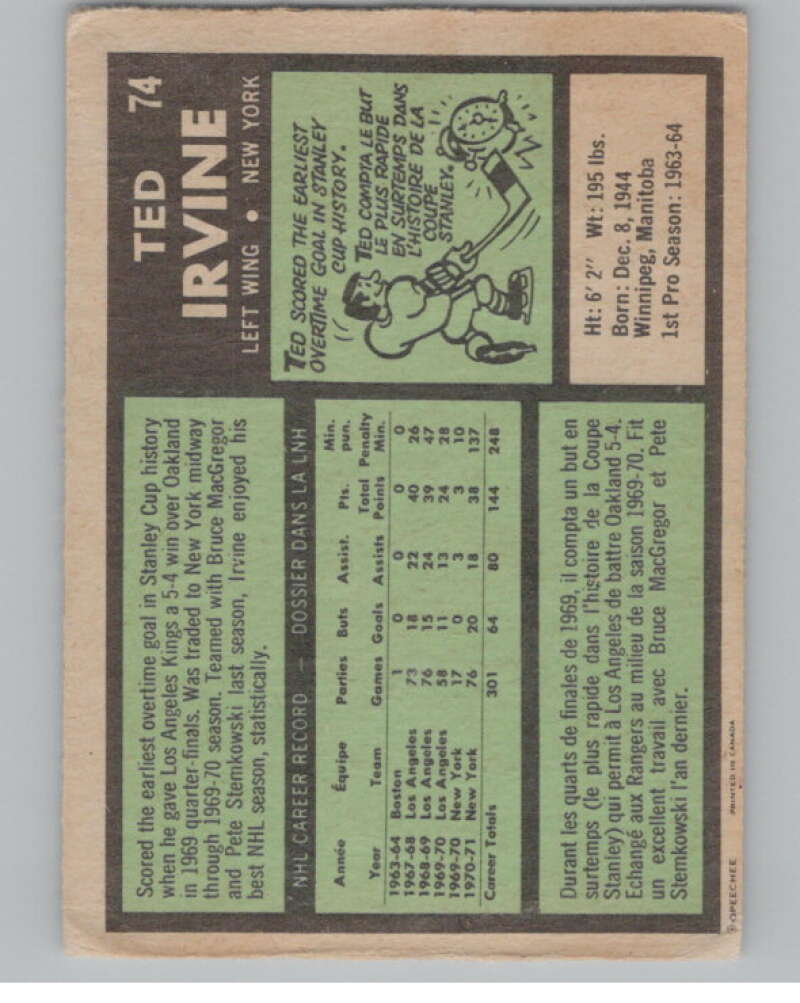 TED 74
IRVINE
LEFT WING • NEW YORK
Scored the earliest overtime goal in Stanley Cup history
when he gave Los Angeles Kings a 5-4 win over Oakland
in 1969 quarter-finals. Was traded to New York midway
through 1969-70 season. Teamed with Bruce MacGregor
and Pete Stemkowski last season, Irvine enjoyed his
best NHL season, statistically.
TED SCORED THE EARLIEST
OVERTIME GOAL IN STANLEY
CUP HISTORY.
TED COMPTA LE BUT
LE PLUS RAPIDE
EN SURTEMPS DANS
L'HISTOIRE DE LA
COUPE
STANLEY.
NHL CAREER RECORD — DOSSIER DANS LA LNH
Min.
Année Équipe Parties Buts Assist. Pts. pun.
Total Penalty
Year Team Games Goals Assists Points Min.
1963-64 Boston 1 0 0 0 0
1967-68 Los Angeles 73 18 22 40 26
1968-69 Los Angeles 76 15 24 39 47
1969-70 Los Angeles 58 11 13 24 28
1969-70 New York 17 0 3 3 10
1970-71 New York 76 20 18 38 137
Career Totals 301 64 80 144 248
Ht: 6' 2" Wt: 195 lbs.
Born: Dec. 8, 1944
Winnipeg, Manitoba
1st Pro Season: 1963-64
Durant les quarts de finales de 1969, il compta un but en
surtemps (le plus rapide dans l'histoire de la Coupe
Stanley) qui permit à Los Angeles de battre Oakland 5-4.
Echangé aux Rangers au milieu de la saison 1969-70. Fit
un excellent travail avec Bruce MacGregor et Pete
Stemkowski l'an dernier.
© OPEECHEE PRINTED IN CANADA